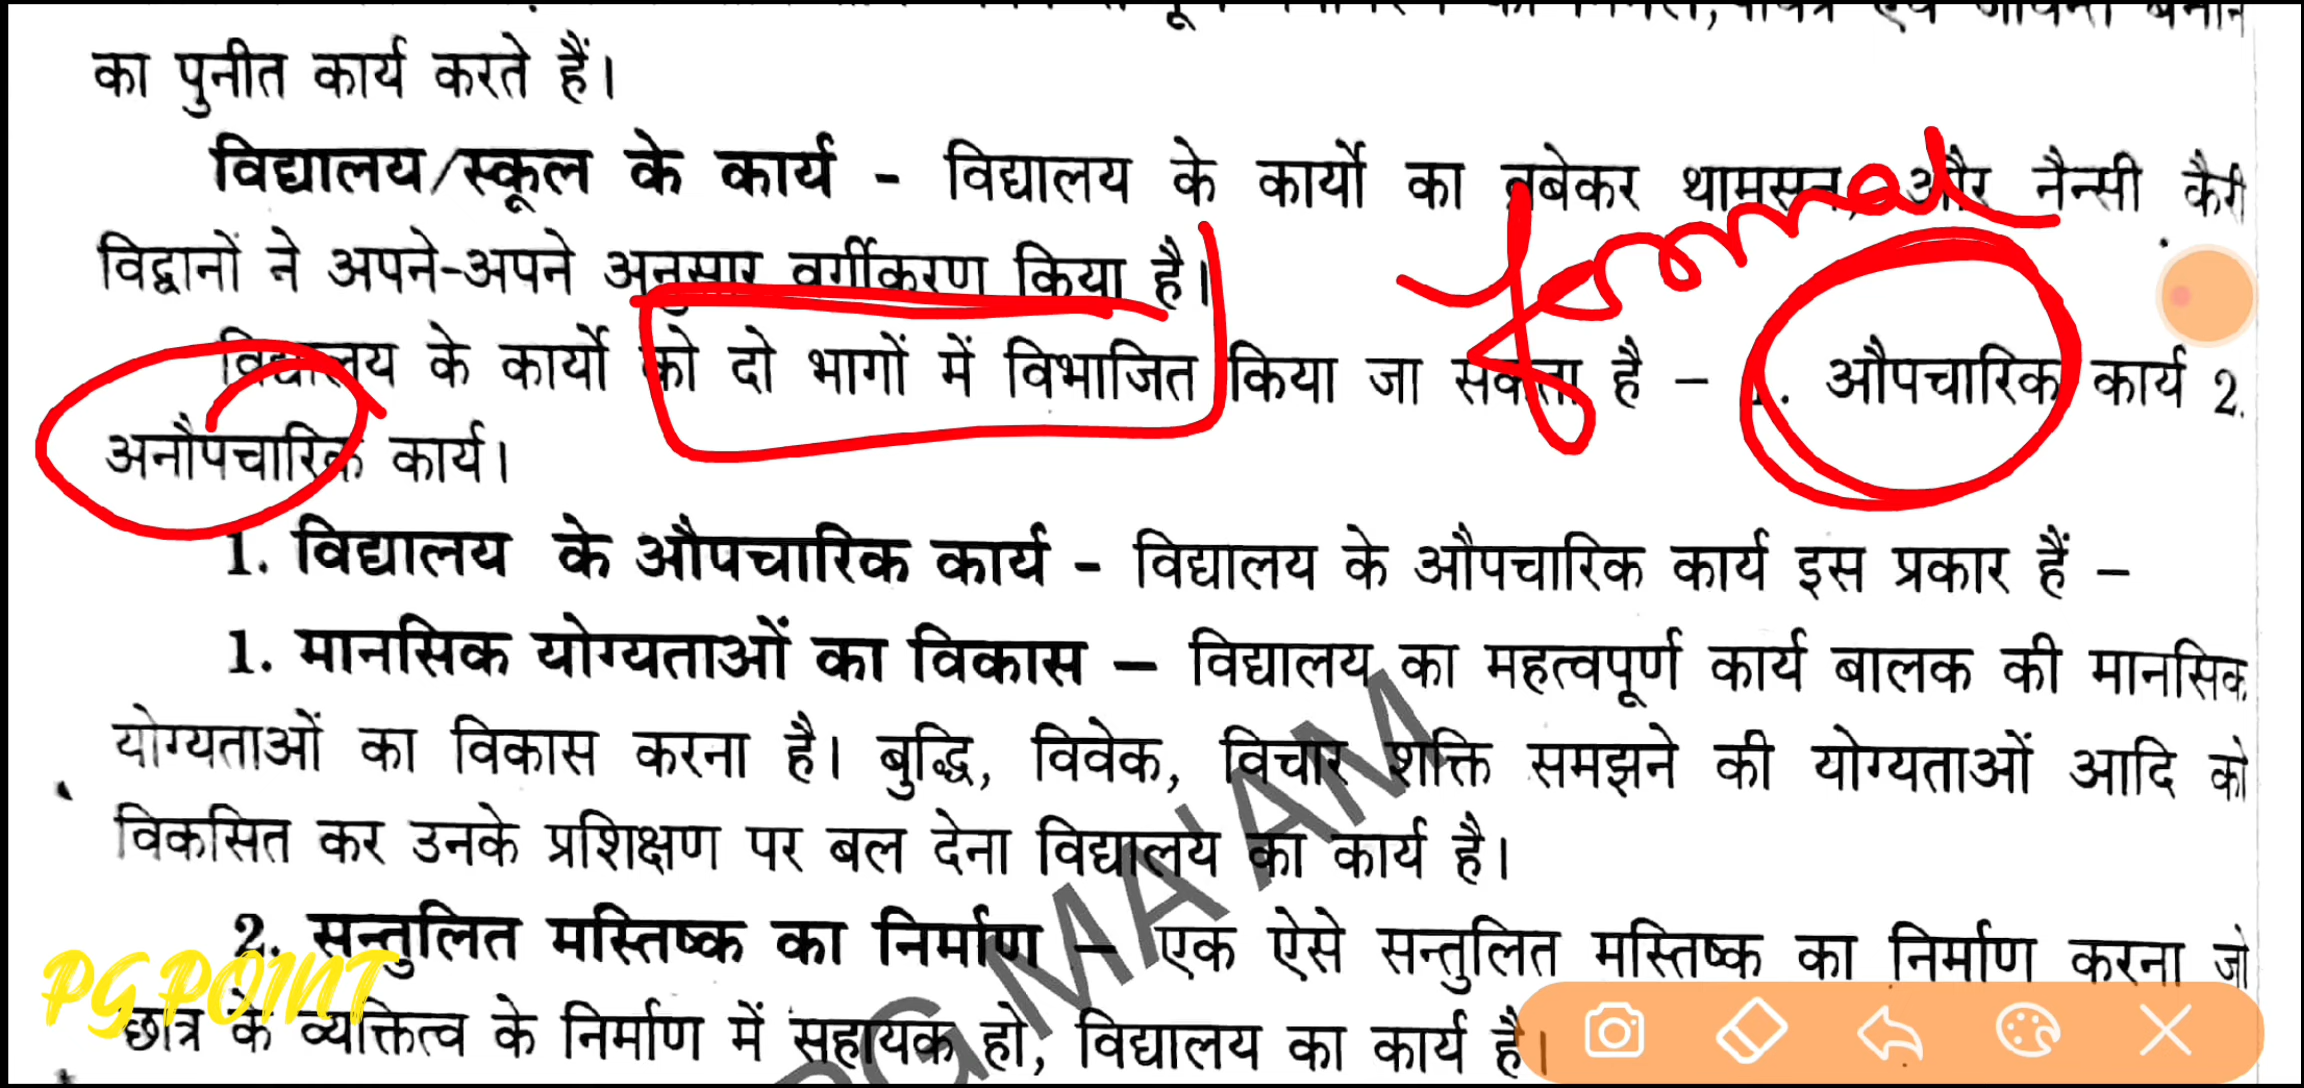 का पुनीत कार्य करते हैं।
विद्यालय/स्कूल के कार्य - विद्यालय के कार्यो का थामसन, और नैन्सी कैरी
formal
विद्वानों ने अपने-अपने अनुसार वर्गीकरण किया है।
विद्यालय के कार्यो को दो भागों में विभाजित किया जा सकता है – 1. औपचारिक कार्य 2.
अनौपचारिक कार्य।
1. विद्यालय के औपचारिक कार्य - विद्यालय के औपचारिक कार्य इस प्रकार हैं –
1. मानसिक योग्यताओं का विकास – विद्यालय का महत्वपूर्ण कार्य बालक की मानसिक
योग्यताओं का विकास करना है। बुद्धि, विवेक, विचार शक्ति समझने की योग्यताओं आदि को
विकसित कर उनके प्रशिक्षण पर बल देना विद्यालय का कार्य है।
2. सन्तुलित मस्तिष्क का निर्माण – एक ऐसे सन्तुलित मस्तिष्क का निर्माण करना जो
छात्र के व्यक्तित्व के निर्माण में सहायक हो, विद्यालय का कार्य है।
PG POINT
PG MA'AM